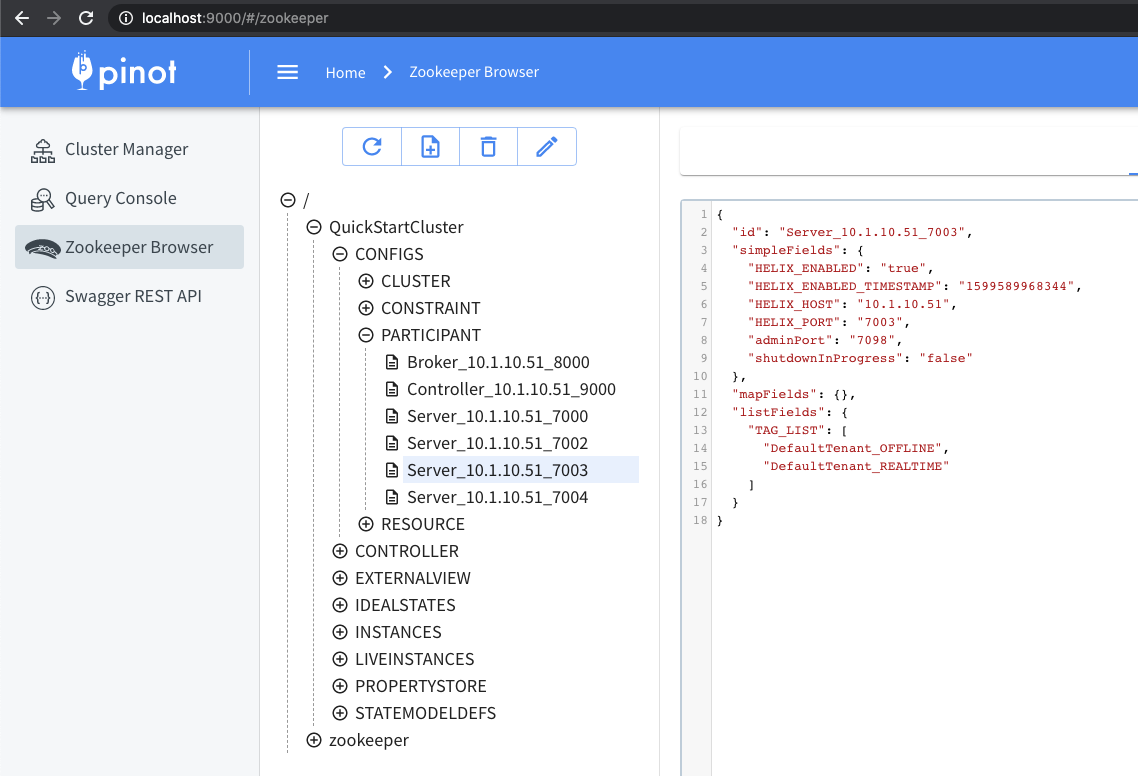 localhost:9000/#/zookeeper
pinot
Home
Zookeeper Browser
Cluster Manager
Query Console
Zookeeper Browser
Swagger REST API
/
QuickStartCluster
CONFIGS
CLUSTER
CONSTRAINT
PARTICIPANT
Broker_10.1.10.51_8000
Controller_10.1.10.51_9000
Server_10.1.10.51_7000
Server_10.1.10.51_7002
Server_10.1.10.51_7003
Server_10.1.10.51_7004
RESOURCE
CONTROLLER
EXTERNALVIEW
IDEALSTATES
INSTANCES
LIVEINSTANCES
PROPERTYSTORE
STATEMODELDEFS
zookeeper
1 {
2 "id": "Server_10.1.10.51_7003",
3 "simpleFields": {
4 "HELIX_ENABLED": "true",
5 "HELIX_ENABLED_TIMESTAMP": "1599589968344",
6 "HELIX_HOST": "10.1.10.51",
7 "HELIX_PORT": "7003",
8 "adminPort": "7098",
9 "shutdownInProgress": "false"
10 },
11 "mapFields": {},
12 "listFields": {
13 "TAG_LIST": [
14 "DefaultTenant_OFFLINE",
15 "DefaultTenant_REALTIME"
16 ]
17 }
18 }